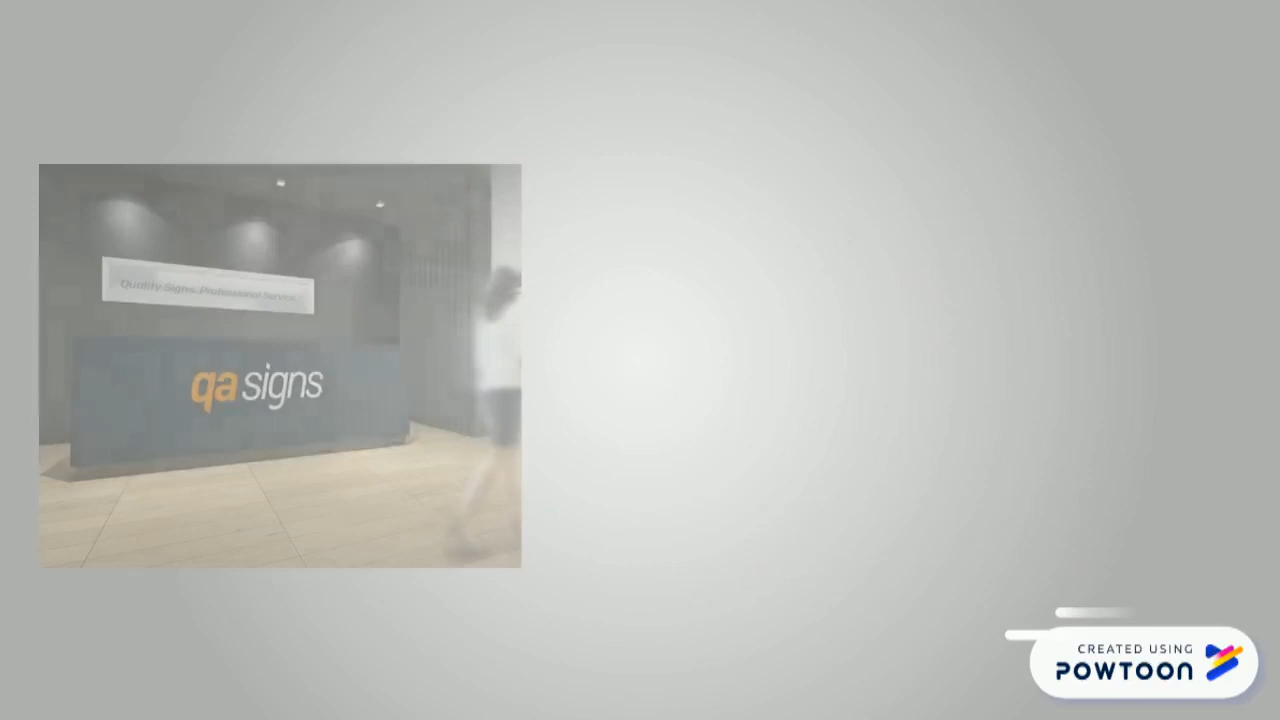 Quality Signs. Professional Service.
qa signs
CREATED USING
POWTOON